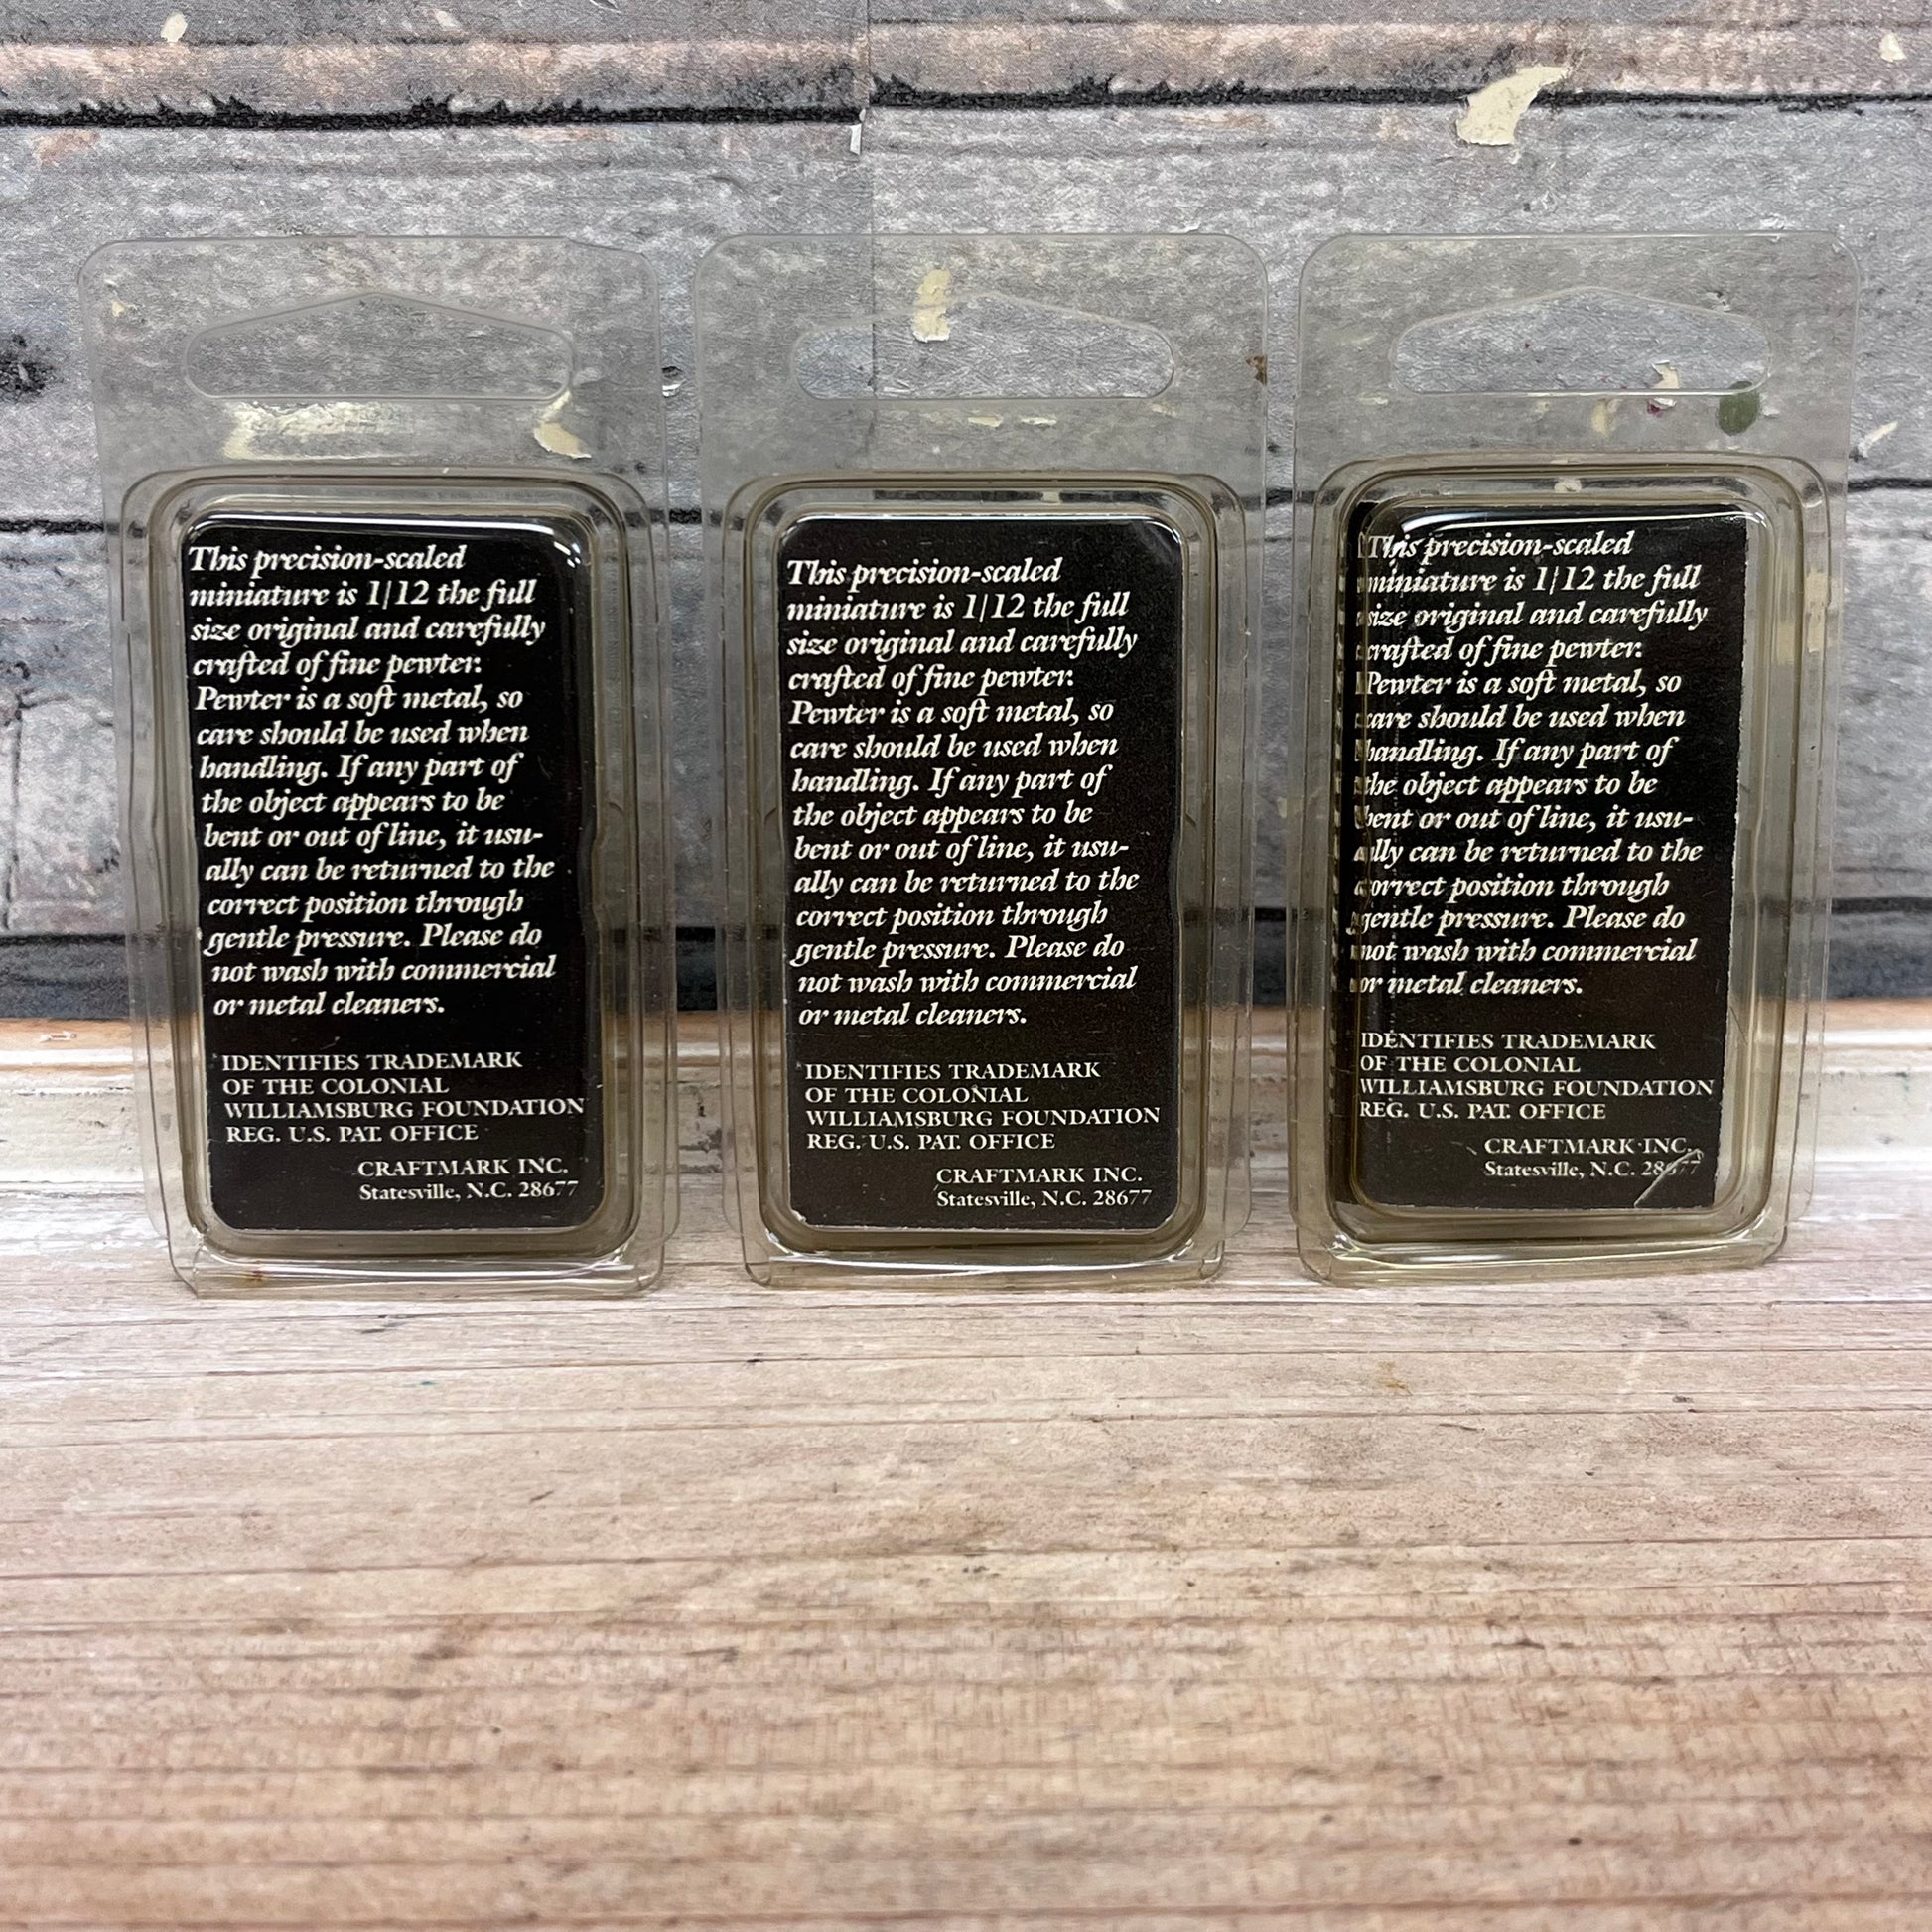 This precision-scaled
miniature is 1/12 the full
size original and carefully
crafted of fine pewter.
Pewter is a soft metal, so
care should be used when
handling. If any part of
the object appears to be
bent or out of line, it usu-
ally can be returned to the
correct position through
gentle pressure. Please do
not wash with commercial
or metal cleaners.
IDENTIFIES TRADEMARK
OF THE COLONIAL
WILLIAMSBURG FOUNDATION
REG. U.S. PAT. OFFICE
CRAFTMARK INC.
Statesville, N.C. 28677
This precision-scaled
miniature is 1/12 the full
size original and carefully
crafted of fine pewter.
Pewter is a soft metal, so
care should be used when
handling. If any part of
the object appears to be
bent or out of line, it usu-
ally can be returned to the
correct position through
gentle pressure. Please do
not wash with commercial
or metal cleaners.
IDENTIFIES TRADEMARK
OF THE COLONIAL
WILLIAMSBURG FOUNDATION
REG. U.S. PAT. OFFICE
CRAFTMARK INC.
Statesville, N.C. 28677
This precision-scaled
miniature is 1/12 the full
size original and carefully
crafted of fine pewter.
Pewter is a soft metal, so
care should be used when
handling. If any part of
the object appears to be
bent or out of line, it usu-
ally can be returned to the
correct position through
gentle pressure. Please do
not wash with commercial
or metal cleaners.
IDENTIFIES TRADEMARK
OF THE COLONIAL
WILLIAMSBURG FOUNDATION
REG. U.S. PAT. OFFICE
CRAFTMARK INC.
Statesville, N.C. 28677